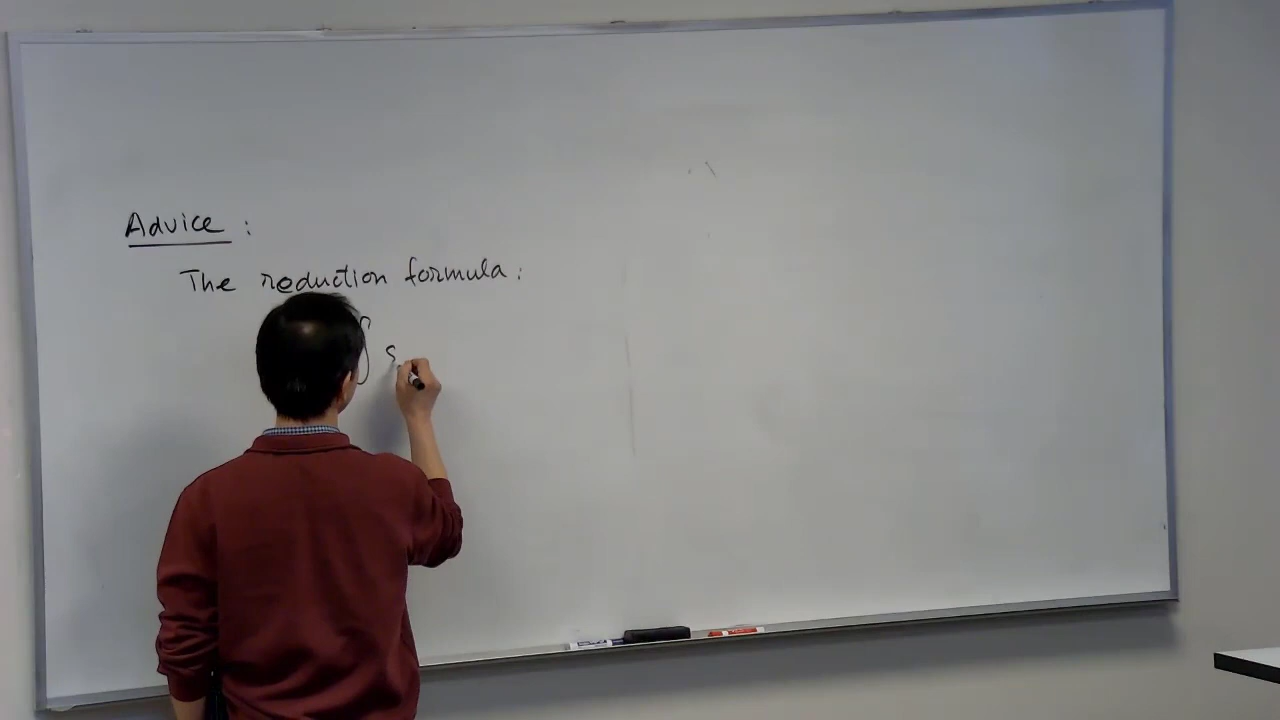 Advice :
The reduction formula :
∫ s